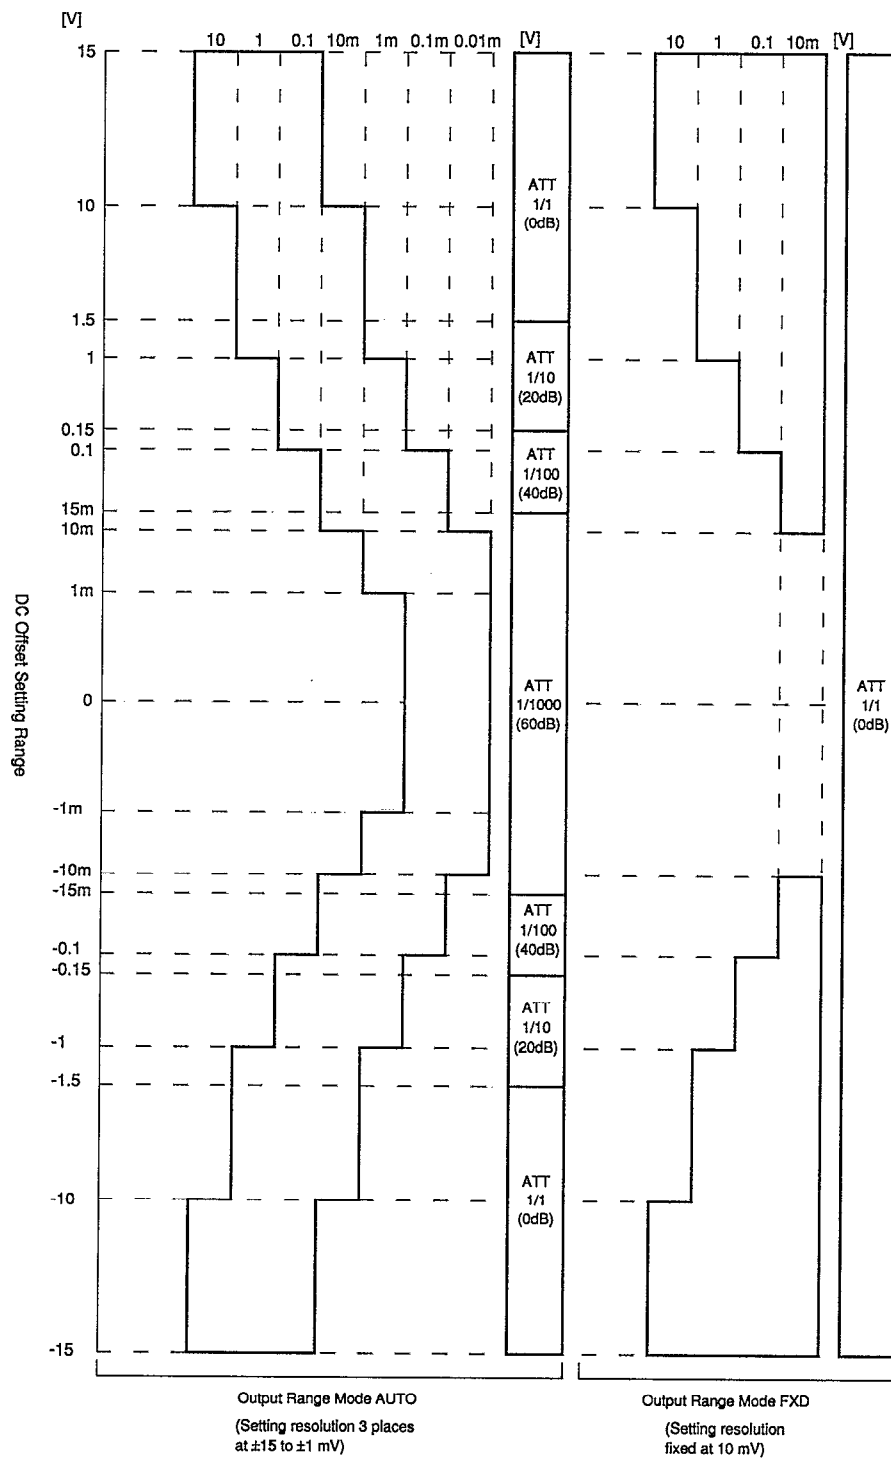 [V]
10 1 0.1 10m 1m 0.1m 0.01m [V]
10 1 0.1 10m [V]
15
ATT
1/1
(0dB)
10
1.5
ATT
1/10
(20dB)
1
0.15
0.1
ATT
1/100
(40dB)
15m
10m
1m
DC Offset Setting Range
0
ATT
1/1000
(60dB)
ATT
1/1
(0dB)
-1m
-10m
-15m
ATT
1/100
(40dB)
-0.1
-0.15
ATT
1/10
(20dB)
-1
-1.5
ATT
1/1
(0dB)
-10
-15
Output Range Mode AUTO
(Setting resolution 3 places
at ±15 to ±1 mV)
Output Range Mode FXD
(Setting resolution
fixed at 10 mV)